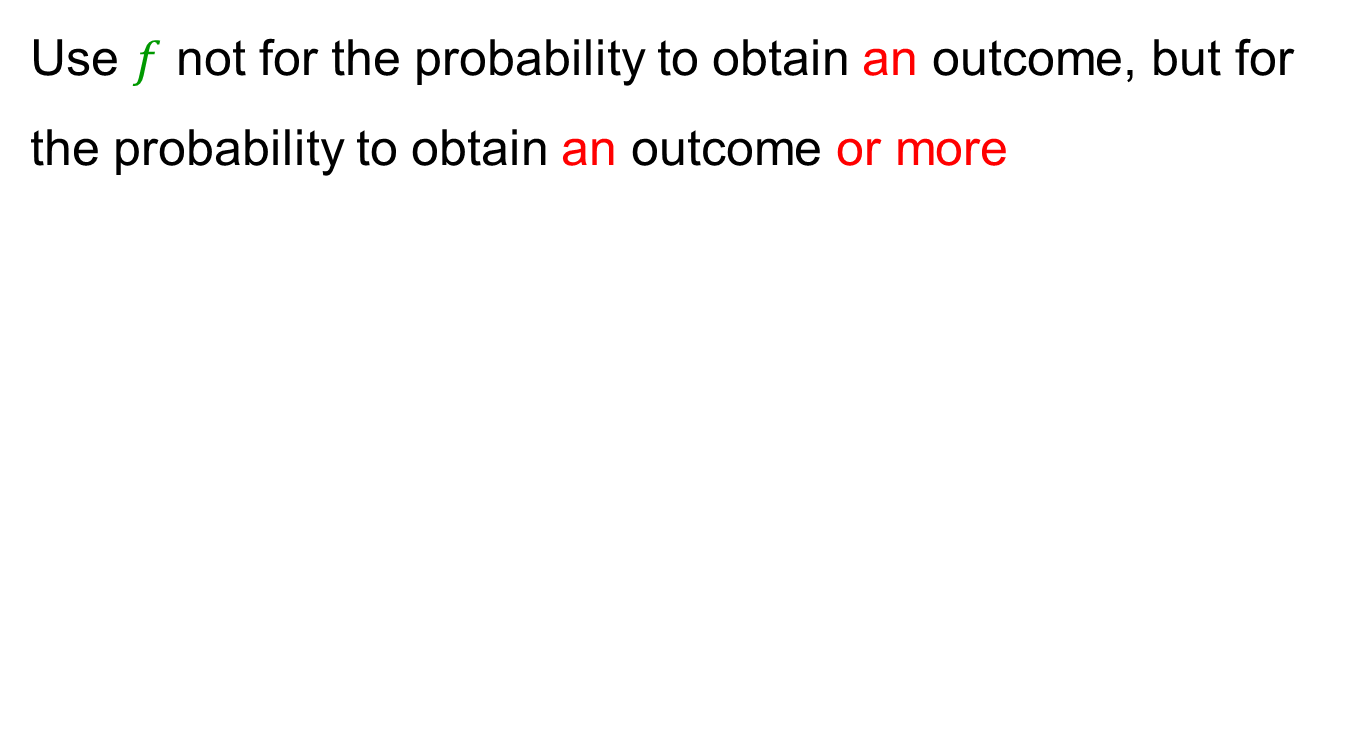 Use f not for the probability to obtain an outcome, but for
the probability to obtain an outcome or more